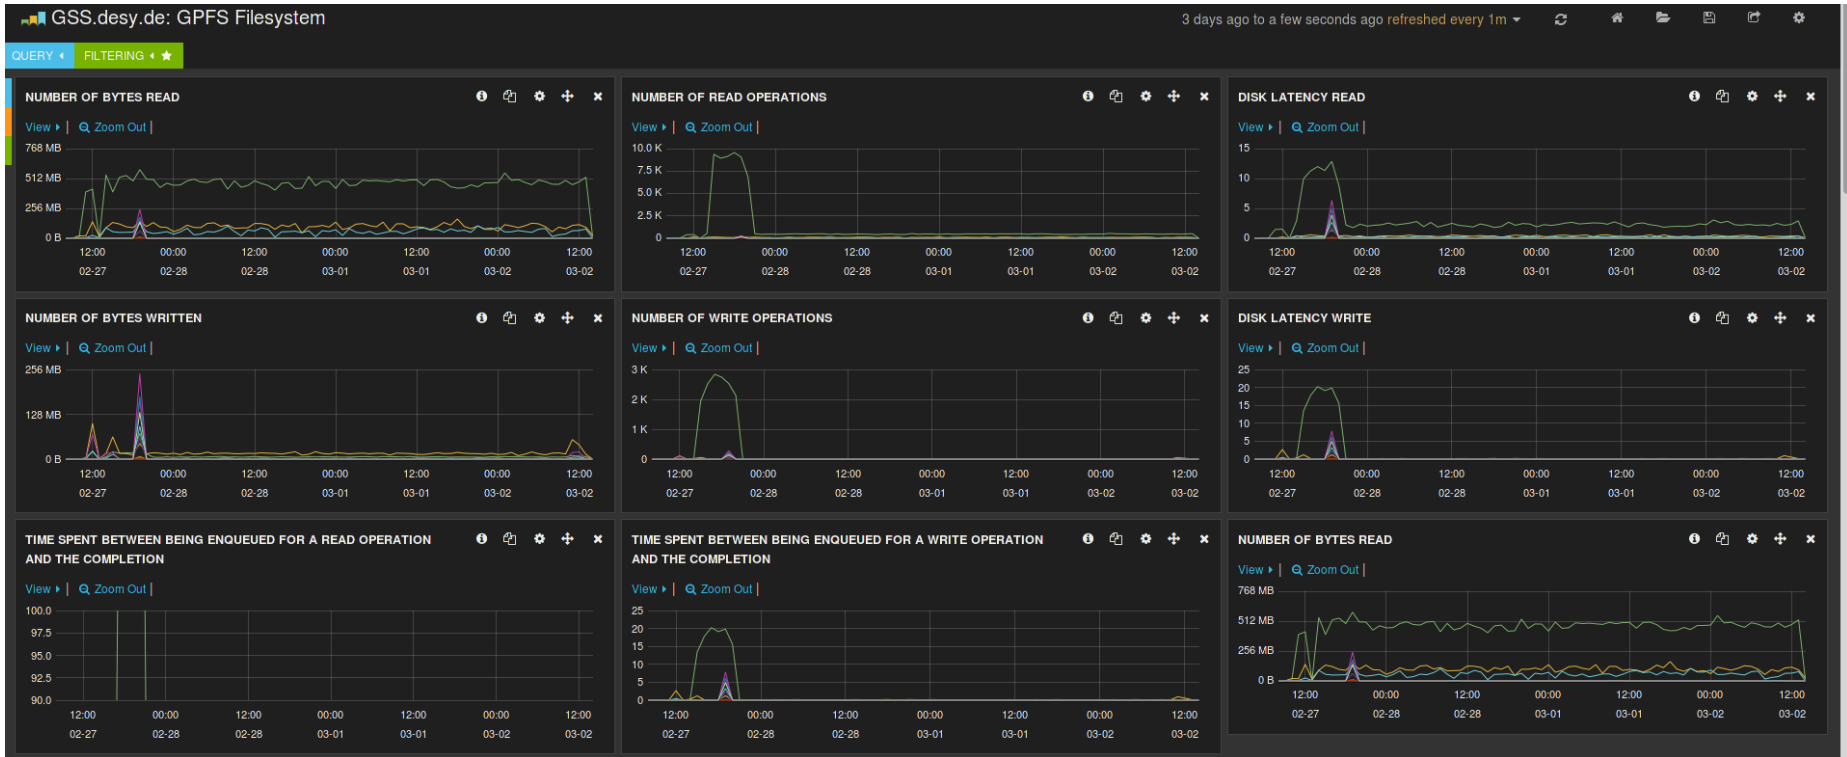 GSS.desy.de: GPFS Filesystem
3 days ago to a few seconds ago refreshed every 1m
QUERY FILTERING
NUMBER OF BYTES READ
View | Zoom Out |
768 MB
512 MB
256 MB
0 B
12:00 00:00 12:00 00:00 12:00 00:00 12:00
02-27 02-28 02-28 03-01 03-01 03-02 03-02
NUMBER OF READ OPERATIONS
View | Zoom Out |
10.0 K
7.5 K
5.0 K
2.5 K
0
12:00 00:00 12:00 00:00 12:00 00:00 12:00
02-27 02-28 02-28 03-01 03-01 03-02 03-02
DISK LATENCY READ
View | Zoom Out |
15
10
5
0
12:00 00:00 12:00 00:00 12:00 00:00 12:00
02-27 02-28 02-28 03-01 03-01 03-02 03-02
NUMBER OF BYTES WRITTEN
View | Zoom Out |
256 MB
128 MB
0 B
12:00 00:00 12:00 00:00 12:00 00:00 12:00
02-27 02-28 02-28 03-01 03-01 03-02 03-02
NUMBER OF WRITE OPERATIONS
View | Zoom Out |
3 K
2 K
1 K
0
12:00 00:00 12:00 00:00 12:00 00:00 12:00
02-27 02-28 02-28 03-01 03-01 03-02 03-02
DISK LATENCY WRITE
View | Zoom Out |
25
20
15
10
5
0
12:00 00:00 12:00 00:00 12:00 00:00 12:00
02-27 02-28 02-28 03-01 03-01 03-02 03-02
TIME SPENT BETWEEN BEING ENQUEUED FOR A READ OPERATION
AND THE COMPLETION
View | Zoom Out |
100.0
97.5
95.0
92.5
90.0
12:00 00:00 12:00 00:00 12:00 00:00 12:00
02-27 02-28 02-28 03-01 03-01 03-02 03-02
TIME SPENT BETWEEN BEING ENQUEUED FOR A WRITE OPERATION
AND THE COMPLETION
View | Zoom Out |
25
20
15
10
5
0
12:00 00:00 12:00 00:00 12:00 00:00 12:00
02-27 02-28 02-28 03-01 03-01 03-02 03-02
NUMBER OF BYTES READ
View | Zoom Out |
768 MB
512 MB
256 MB
0 B
12:00 00:00 12:00 00:00 12:00 00:00 12:00
02-27 02-28 02-28 03-01 03-01 03-02 03-02